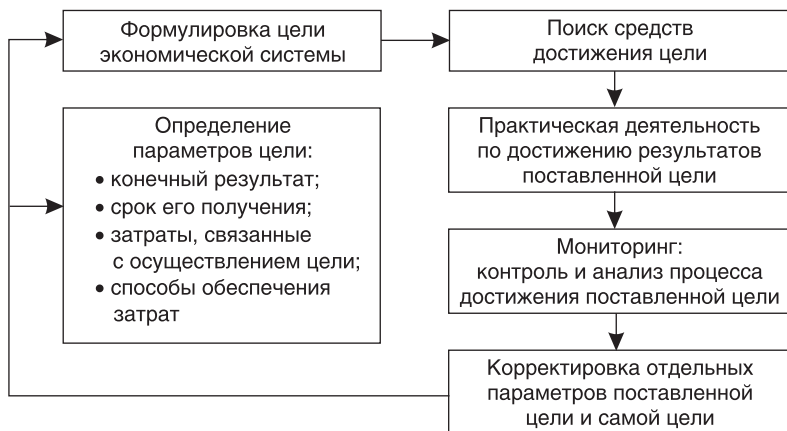 Формулировка цели
экономической системы
Поиск средств
достижения цели
Определение
параметров цели:
• конечный результат;
• срок его получения;
• затраты, связанные
с осуществлением цели;
• способы обеспечения
затрат
Практическая деятельность
по достижению результатов
поставленной цели
Мониторинг:
контроль и анализ процесса
достижения поставленной цели
Корректировка отдельных
параметров поставленной
цели и самой цели